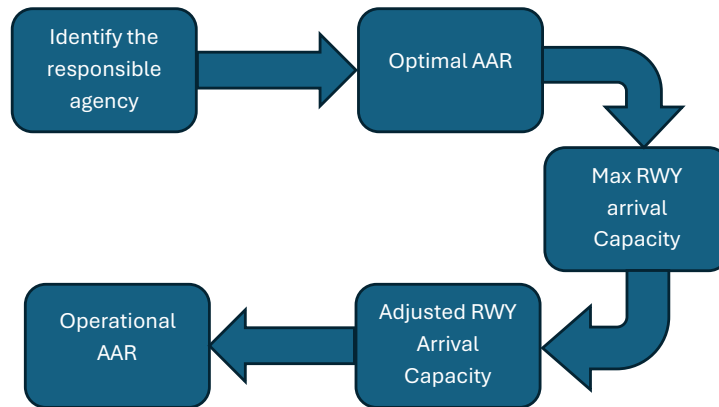 Identify the
responsible
agency
Optimal AAR
Max RWY
arrival
Capacity
Adjusted RWY
Arrival
Capacity
Operational
AAR